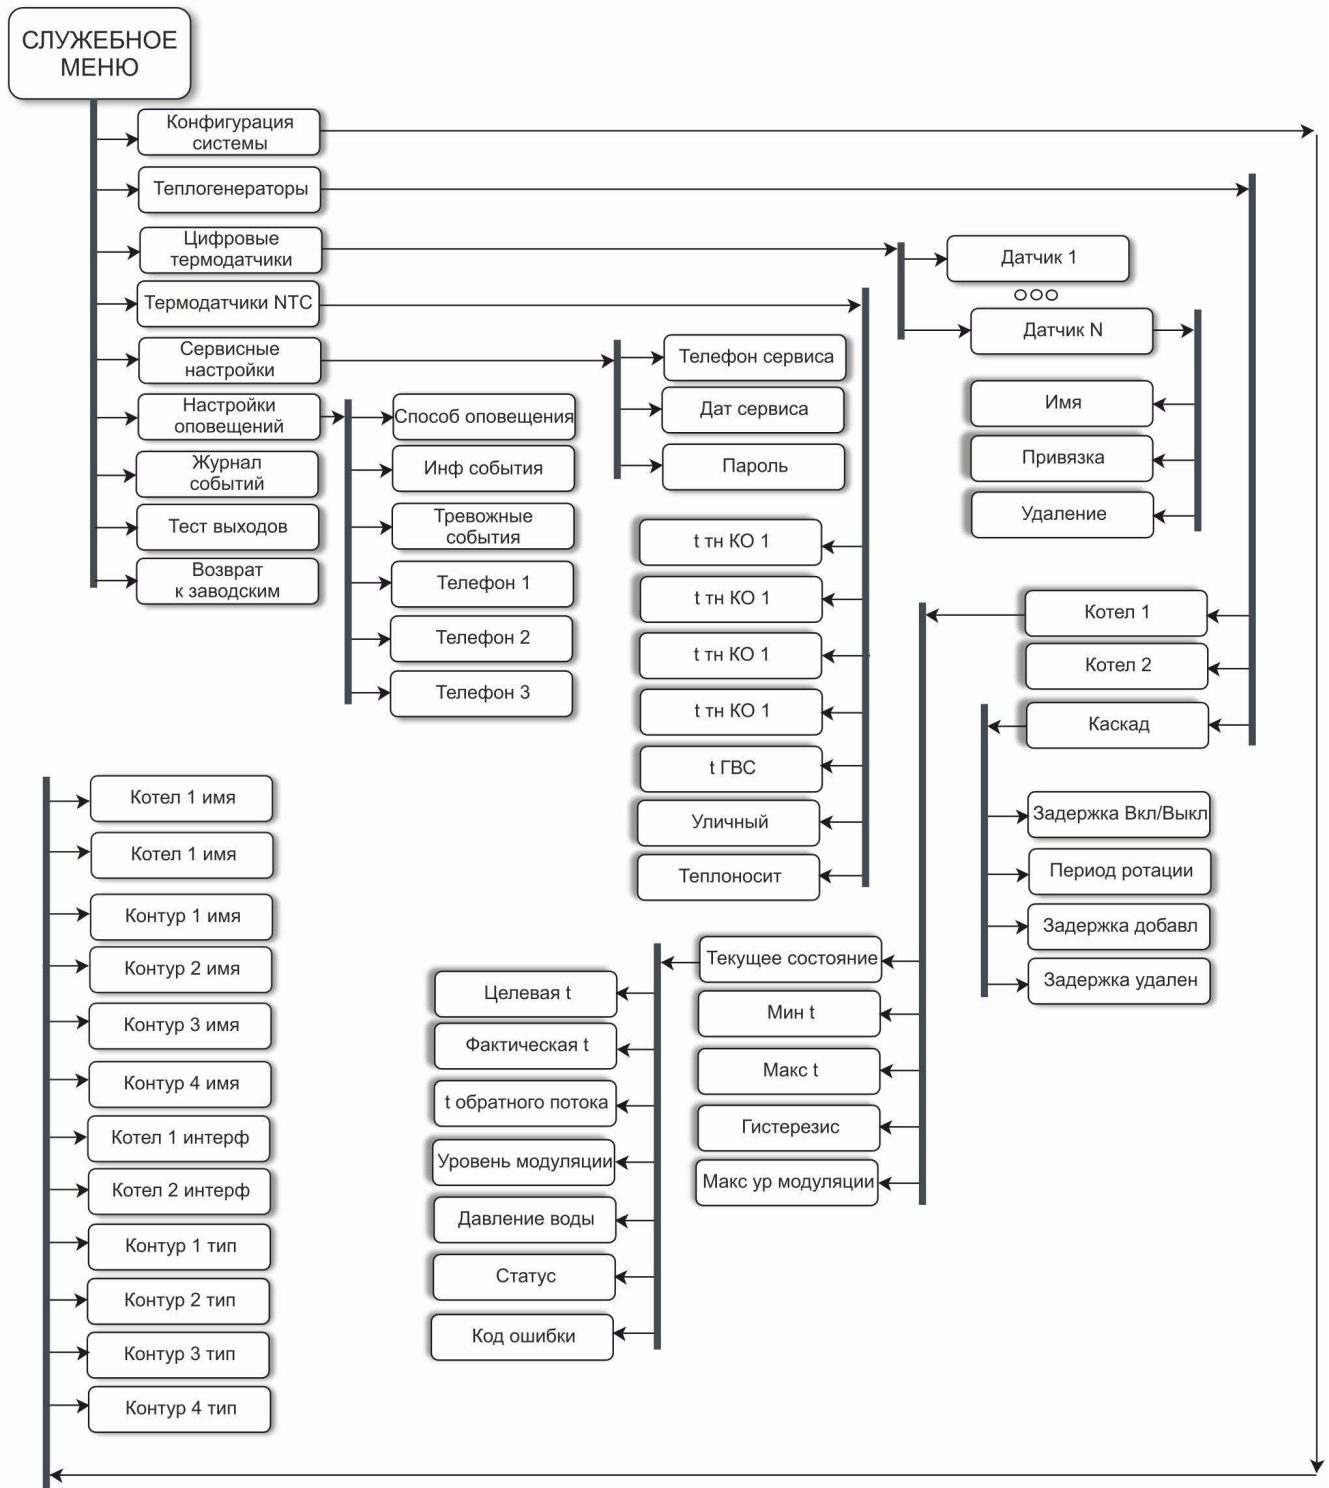 СЛУЖЕБНОЕ
МЕНЮ
Конфигурация
системы
Теплогенераторы
Цифровые
термодатчики
Термодатчики NTC
Сервисные
настройки
Настройки
оповещений
Журнал
событий
Тест выходов
Возврат
к заводским
Способ оповещения
Инф события
Тревожные
события
Телефон 1
Телефон 2
Телефон 3
Телефон сервиса
Дат сервиса
Пароль
Датчик 1
Датчик N
Имя
Привязка
Удаление
t тн КО 1
t тн КО 1
t тн КО 1
t тн КО 1
t ГВС
Уличный
Теплоносит
Котел 1
Котел 2
Каскад
Задержка Вкл/Выкл
Период ротации
Задержка добавл
Задержка удален
Текущее состояние
Мин t
Макс t
Гистерезис
Макс ур модуляции
Целевая t
Фактическая t
t обратного потока
Уровень модуляции
Давление воды
Статус
Код ошибки
Котел 1 имя
Котел 1 имя
Контур 1 имя
Контур 2 имя
Контур 3 имя
Контур 4 имя
Котел 1 интерф
Котел 2 интерф
Контур 1 тип
Контур 2 тип
Контур 3 тип
Контур 4 тип